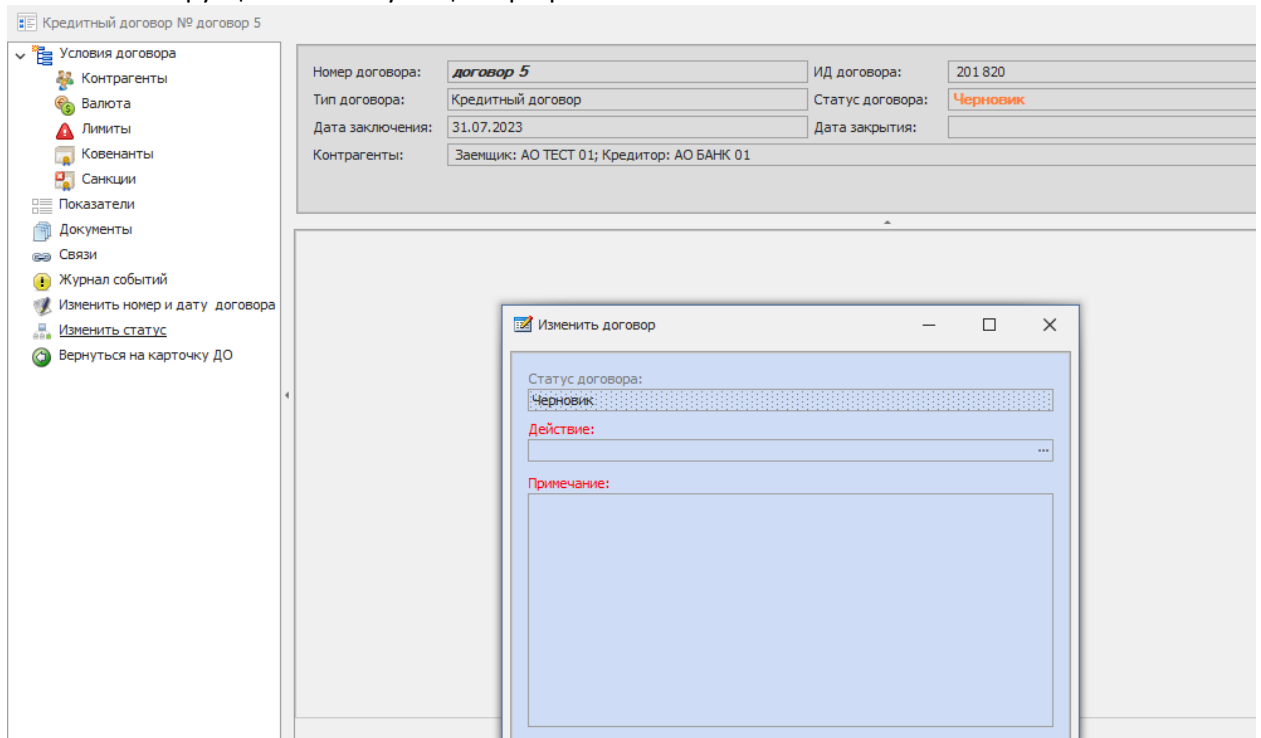 Кредитный договор № договор 5
Условия договора
Контрагенты
Валюта
Лимиты
Ковенанты
Санкции
Показатели
Документы
Связи
Журнал событий
Изменить номер и дату договора
Изменить статус
Вернуться на карточку ДО
Номер договора: договор 5 ИД договора: 201 820
Тип договора: Кредитный договор Статус договора: Черновик
Дата заключения: 31.07.2023 Дата закрытия:
Контрагенты: Заемщик: АО ТЕСТ 01; Кредитор: АО БАНК 01
Изменить договор
Статус договора:
Черновик
Действие:
...
Примечание: